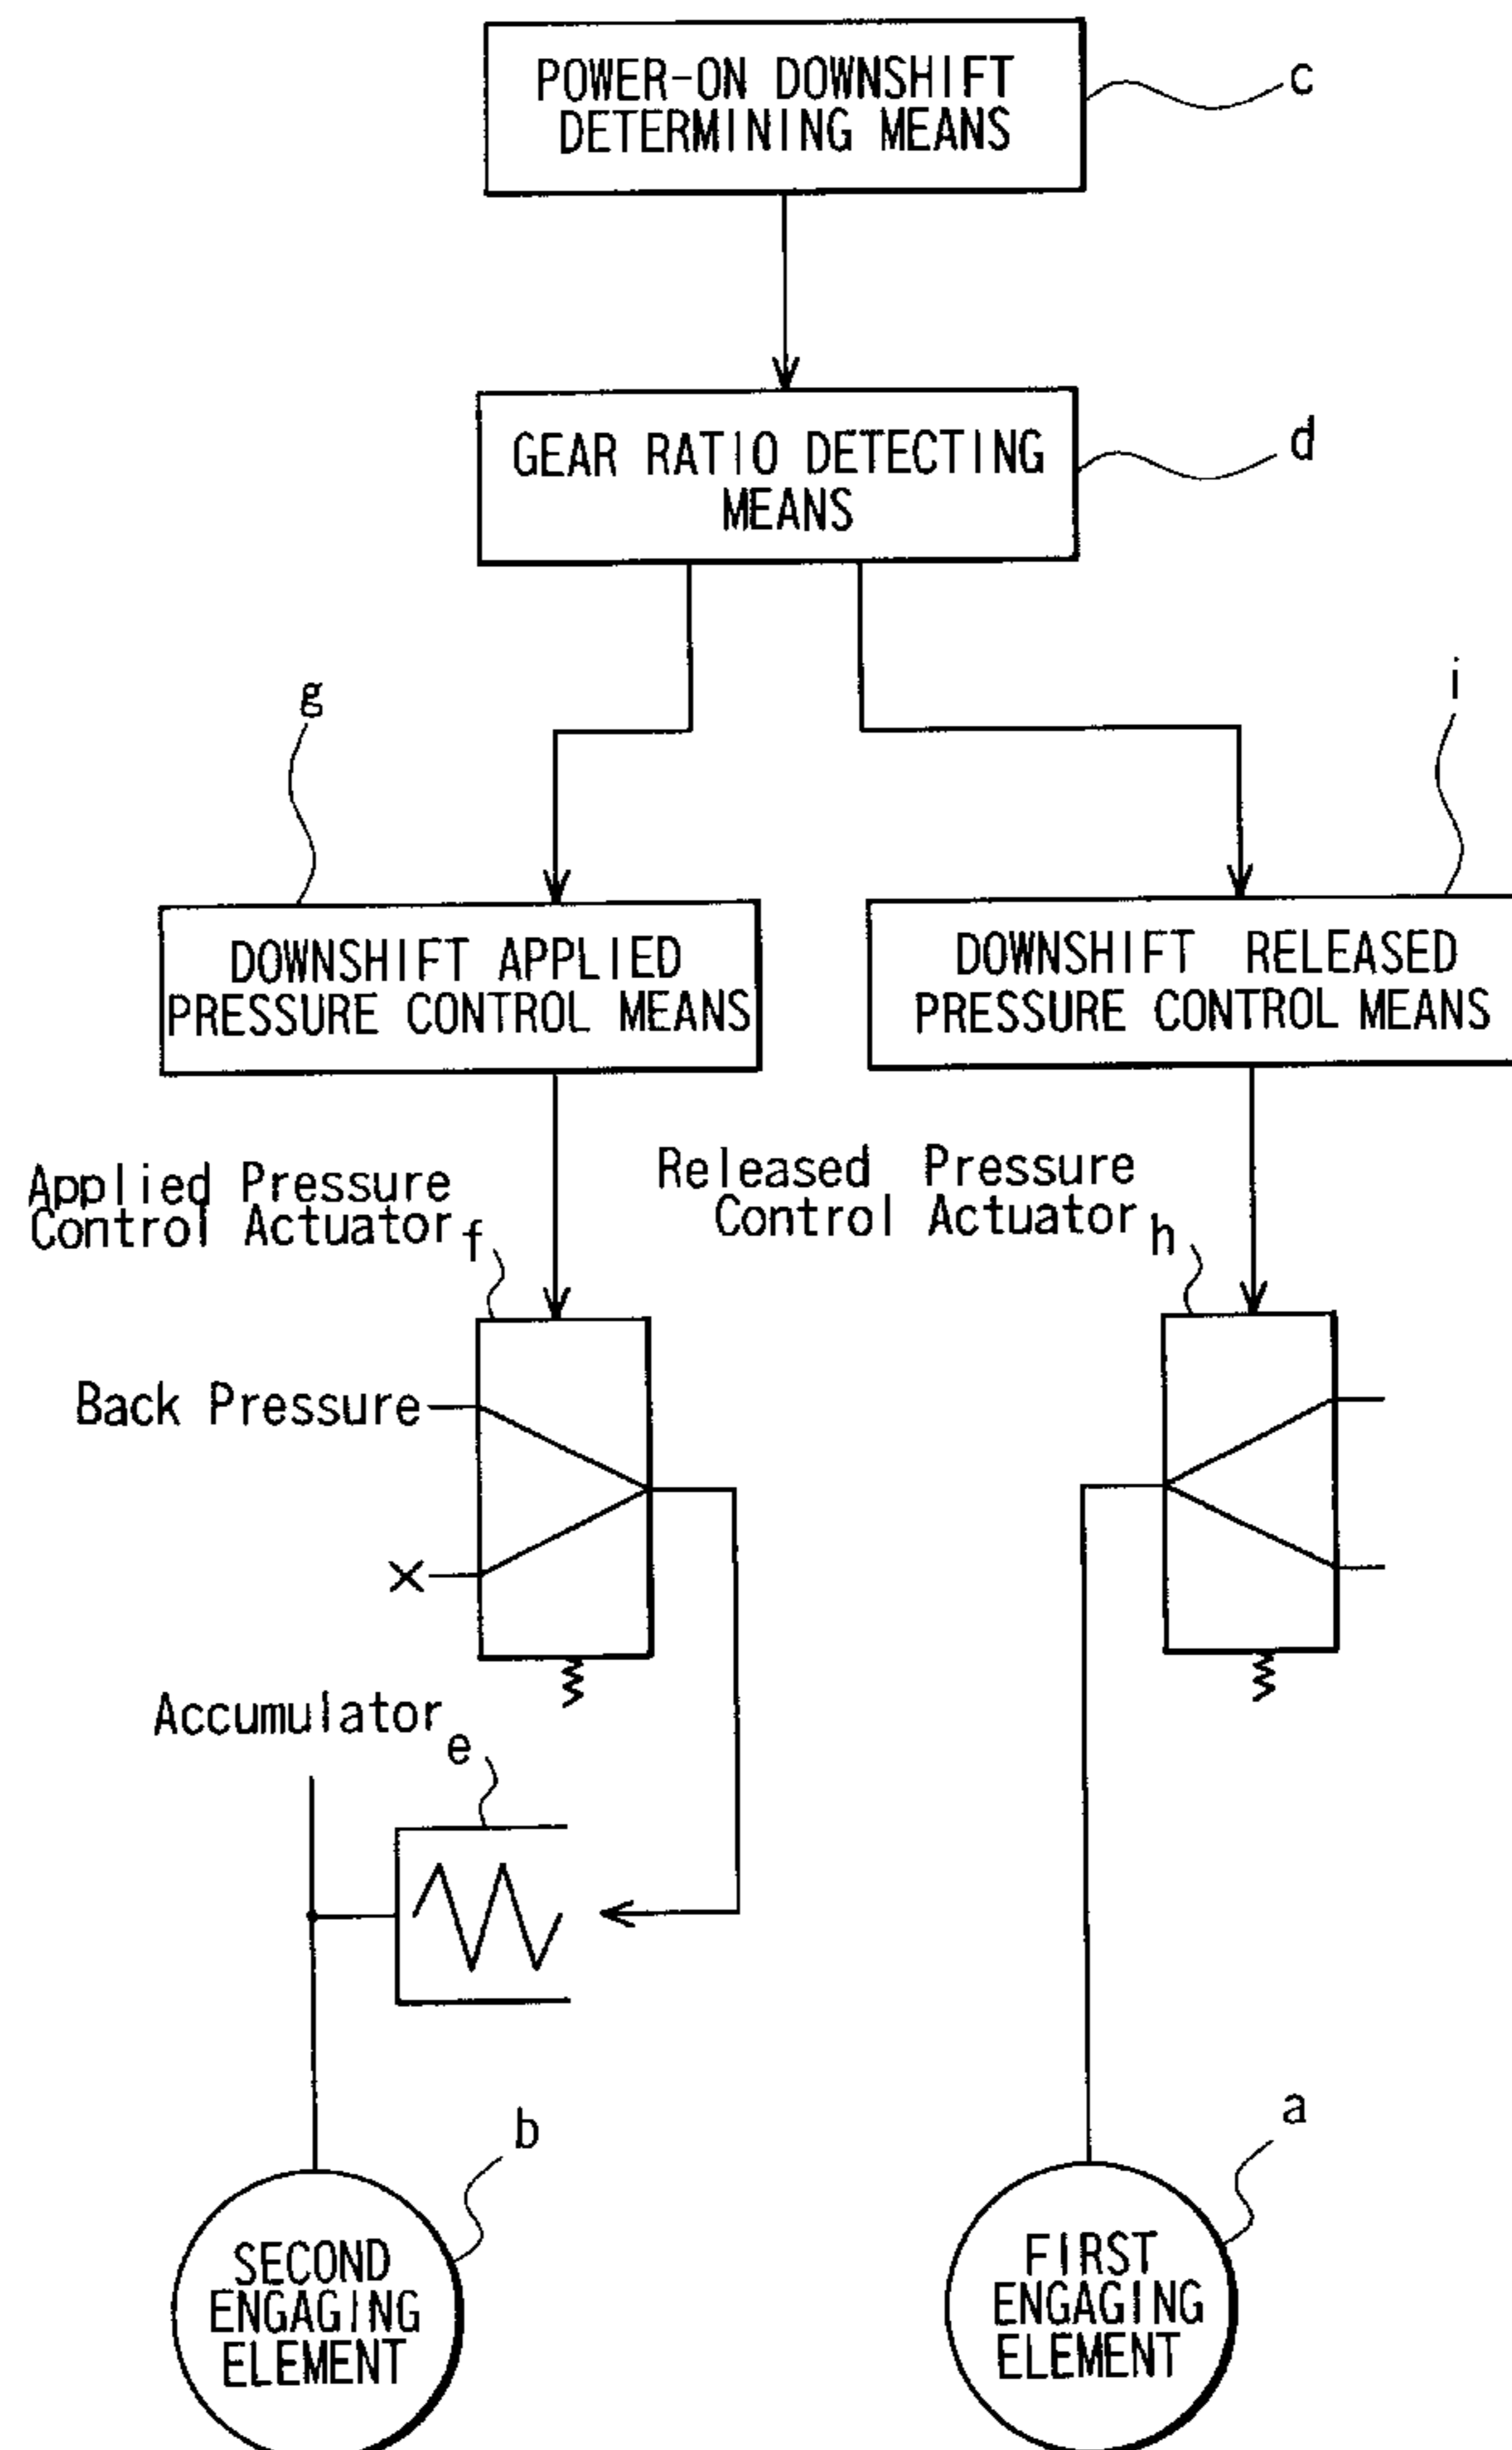 POWER-ON DOWNSHIFT
DETERMINING MEANS
c
GEAR RATIO DETECTING
MEANS
d
g
i
DOWNSHIFT APPLIED
PRESSURE CONTROL MEANS
DOWNSHIFT RELEASED
PRESSURE CONTROL MEANS
Applied Pressure
Control Actuator
f
Released Pressure
Control Actuator
h
Back Pressure
Accumulator
e
b
a
SECOND
ENGAGING
ELEMENT
FIRST
ENGAGING
ELEMENT